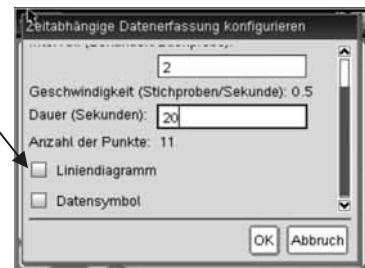 Zeitabhängige Datenerfassung konfigurieren
2
Geschwindigkeit (Stichproben/Sekunde): 0.5
Dauer (Sekunden): 20
Anzahl der Punkte: 11
Liniendiagramm
Datensymbol
OK Abbruch